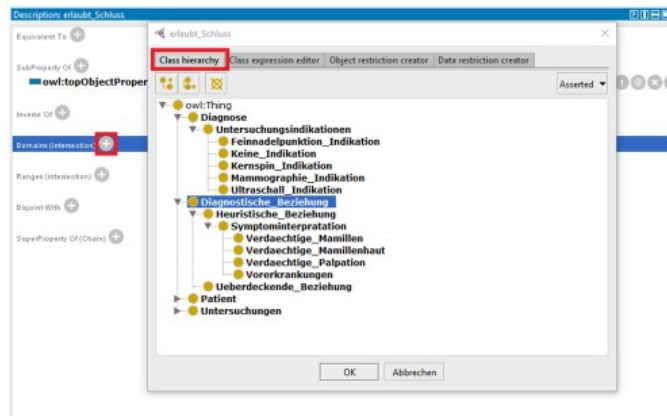 Description: erlaubt_Schluss
Equivalent To
SubProperty Of
owl:topObjectProper
Inverse Of
Domains (intersection)
Ranges (intersection)
Disjoint With
SuperProperty Of (Chain)
erlaubt_Schluss
Class hierarchy Class expression editor Object restriction creator Data restriction creator
Asserted
owl:Thing
Diagnose
Untersuchungsindikationen
Feinnadelpunktion_Indikation
Keine_Indikation
Kernspin_Indikation
Mammographie_Indikation
Ultraschall_Indikation
Diagnostische_Beziehung
Heuristische_Beziehung
Symptominterpratation
Verdaechtige_Mamillen
Verdaechtige_Mamillenhaut
Verdaechtige_Palpation
Vorerkrankungen
Ueberdeckende_Beziehung
Patient
Untersuchungen
OK Abbrechen